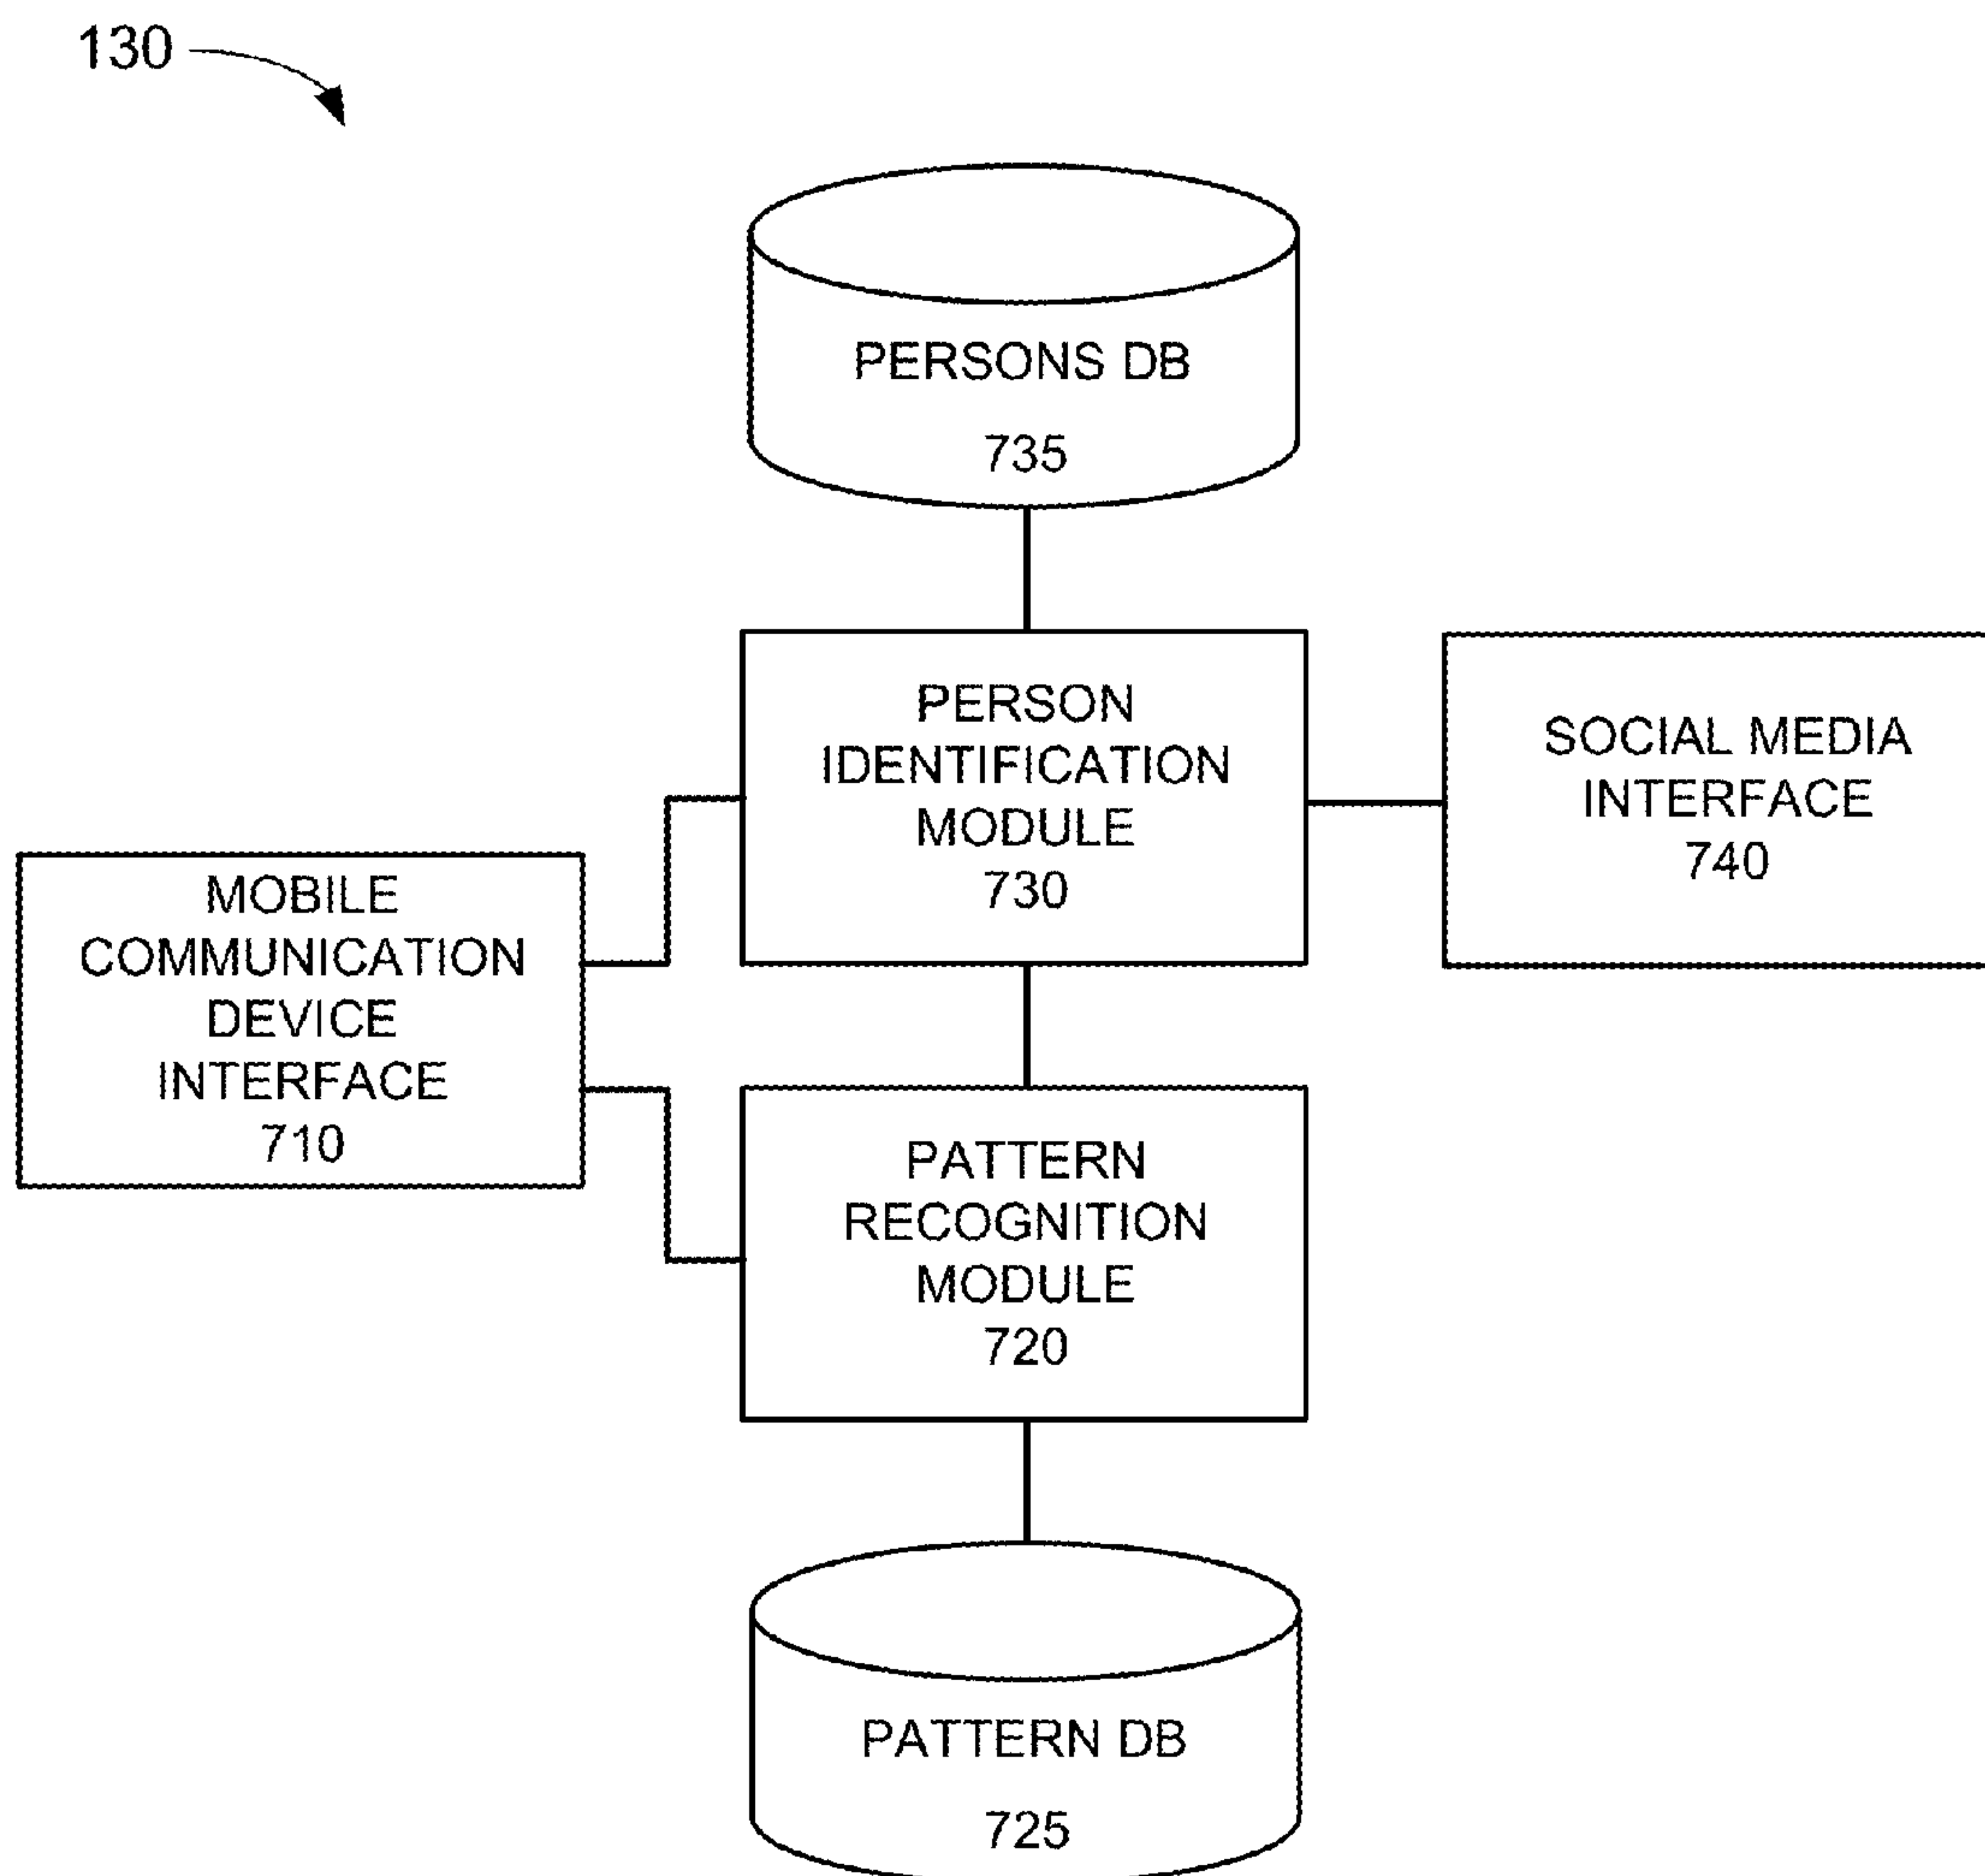 130
PERSONS DB
735
PERSON
IDENTIFICATION
MODULE
730
SOCIAL MEDIA
INTERFACE
740
MOBILE
COMMUNICATION
DEVICE
INTERFACE
710
PATTERN
RECOGNITION
MODULE
720
PATTERN DB
725